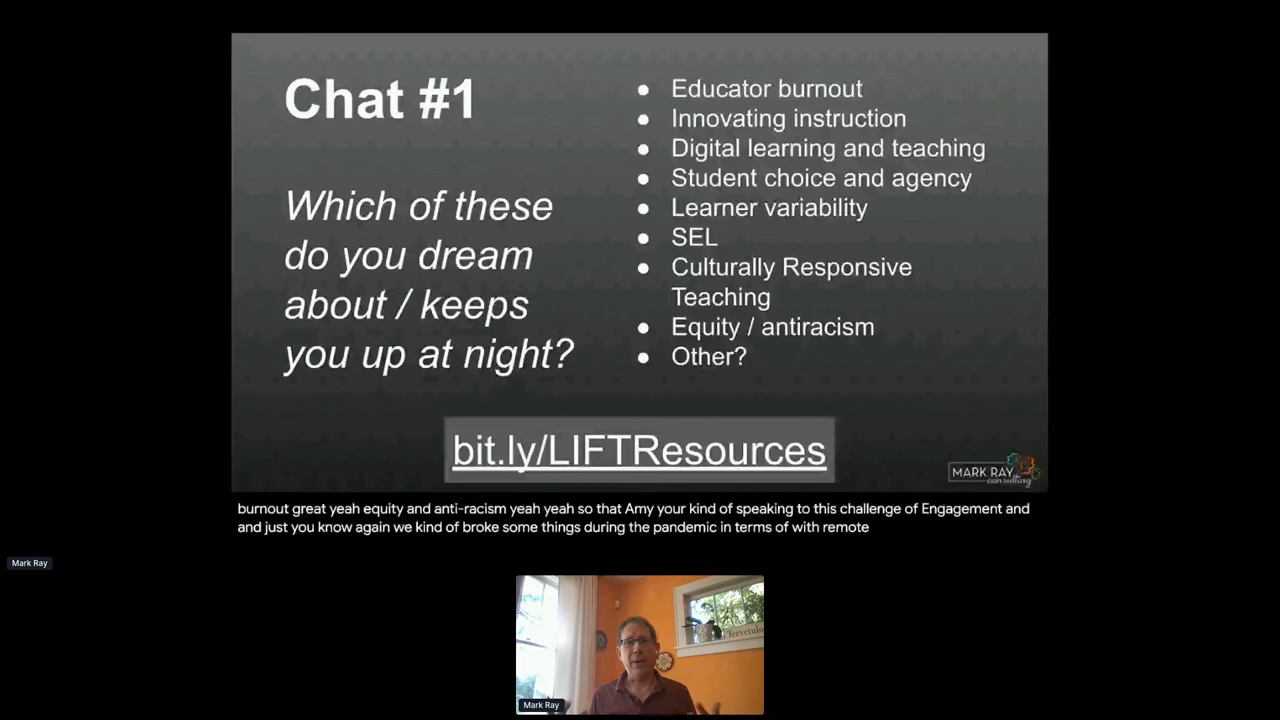 Chat #1
Which of these
do you dream
about / keeps
you up at night?
● Educator burnout
● Innovating instruction
● Digital learning and teaching
● Student choice and agency
● Learner variability
● SEL
● Culturally Responsive
Teaching
● Equity / antiracism
● Other?
bit.ly/LIFTResources
MARK RAY
consulting
burnout great yeah equity and anti-racism yeah yeah so that Amy your kind of speaking to this challenge of Engagement and
and just you know again we kind of broke some things during the pandemic in terms of with remote
Mark Ray
Tervetulo
Mark Ray